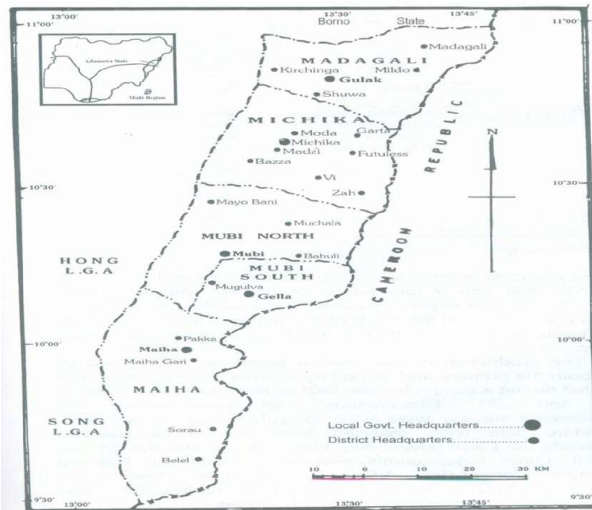 13°00' 13°30' 13°45'
11°00' 11°00'
Borno State
Adamawa State
Mubi Region
Madagali
MADAGALI
Kirchinga Mildo
Gulak
Shuwa
MICHIKA
Moda Garta
Michika
Madzi Futuless
Bazza
Vi
Zah
REPUBLIC
CAMEROON
N
10°30' 10°30'
Mayo Bani
Muchala
MUBI NORTH
HONG
L.G.A
Mubi Bahuli
MUBI
SOUTH
Mugulva
Gella
10°00' 10°00'
Pakka
Maiha
Maiha Gari
MAIHA
SONG
L.G.A
Sorau
Belel
Local Govt. Headquarters
District Headquarters
10 0 10 20 30 KM
9°30' 13°00' 13°30' 13°45' 9°30'